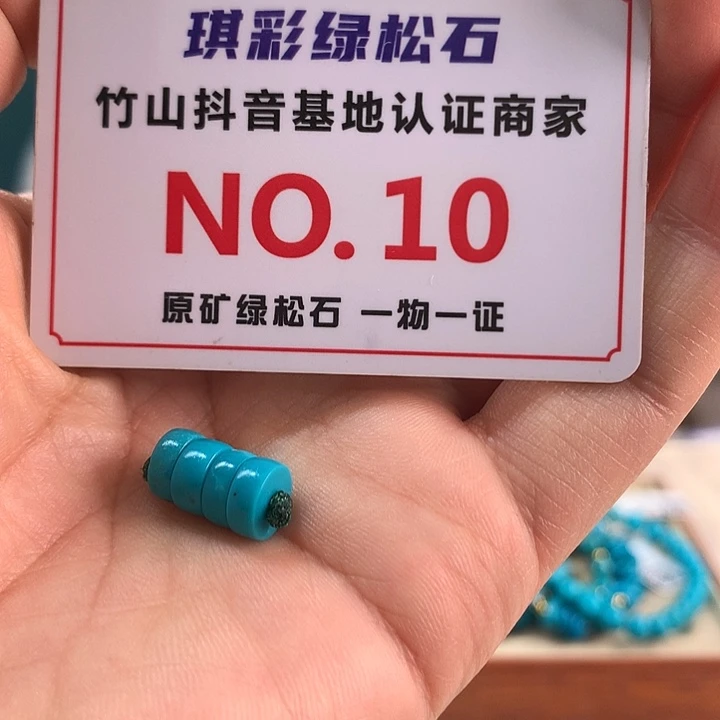 琪彩绿松石
竹山抖音基地认证商家
NO.10
原矿绿松石 一物一证